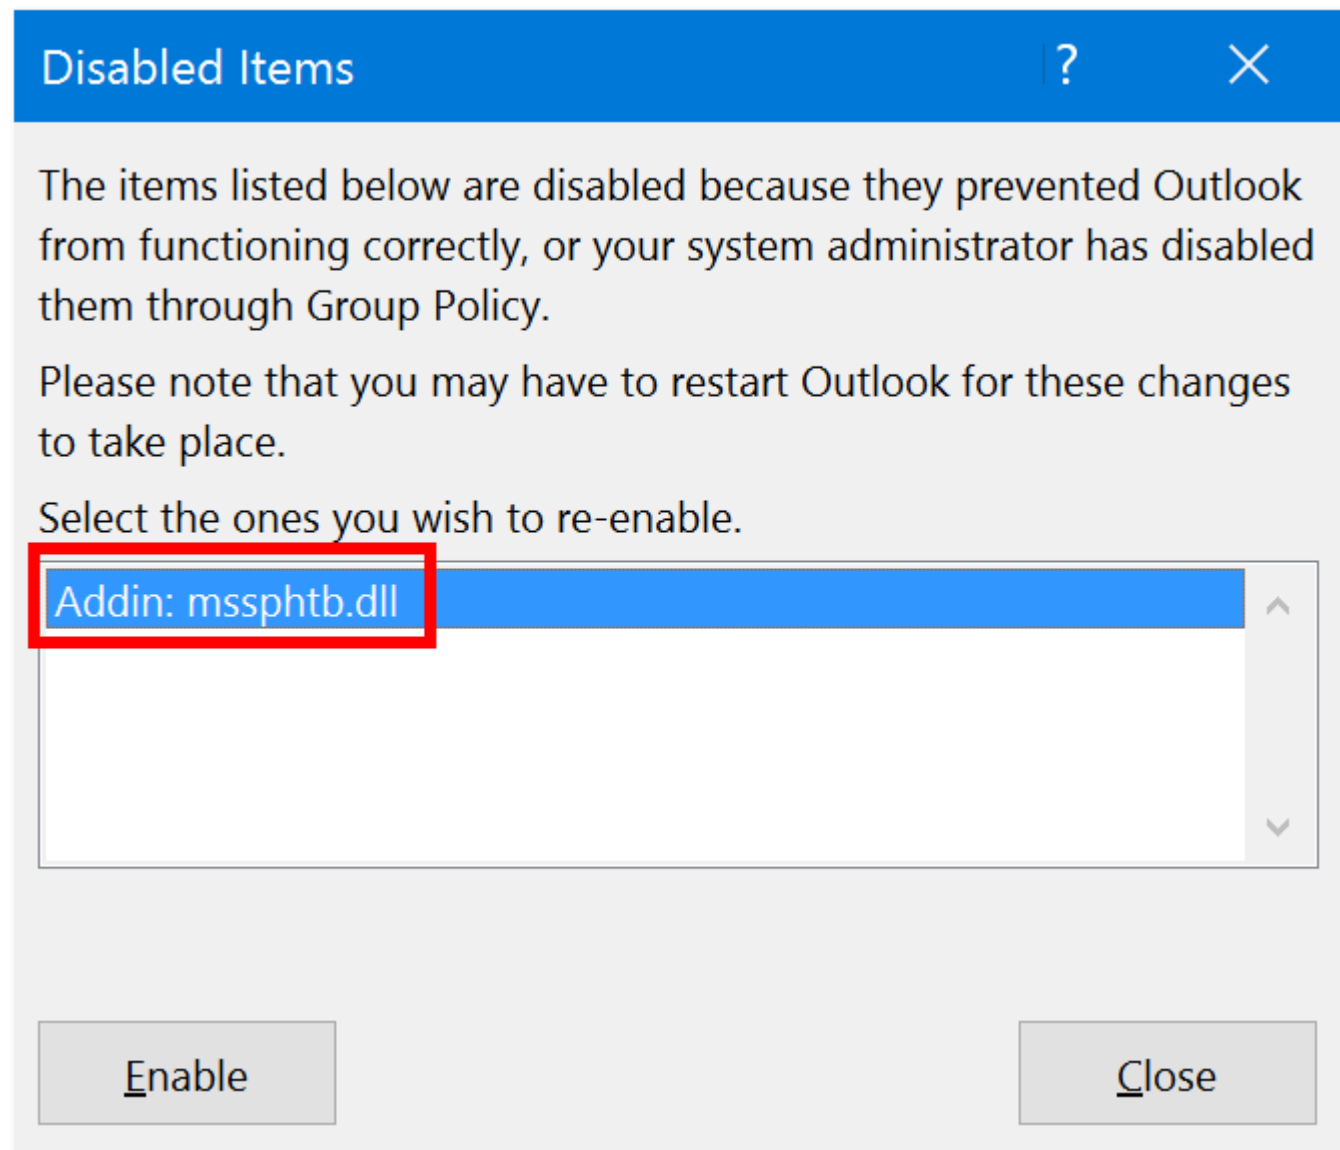 Disabled Items ?
The items listed below are disabled because they prevented Outlook
from functioning correctly, or your system administrator has disabled
them through Group Policy.
Please note that you may have to restart Outlook for these changes
to take place.
Select the ones you wish to re-enable.
Addin: mssphtb.dll
Enable
Close